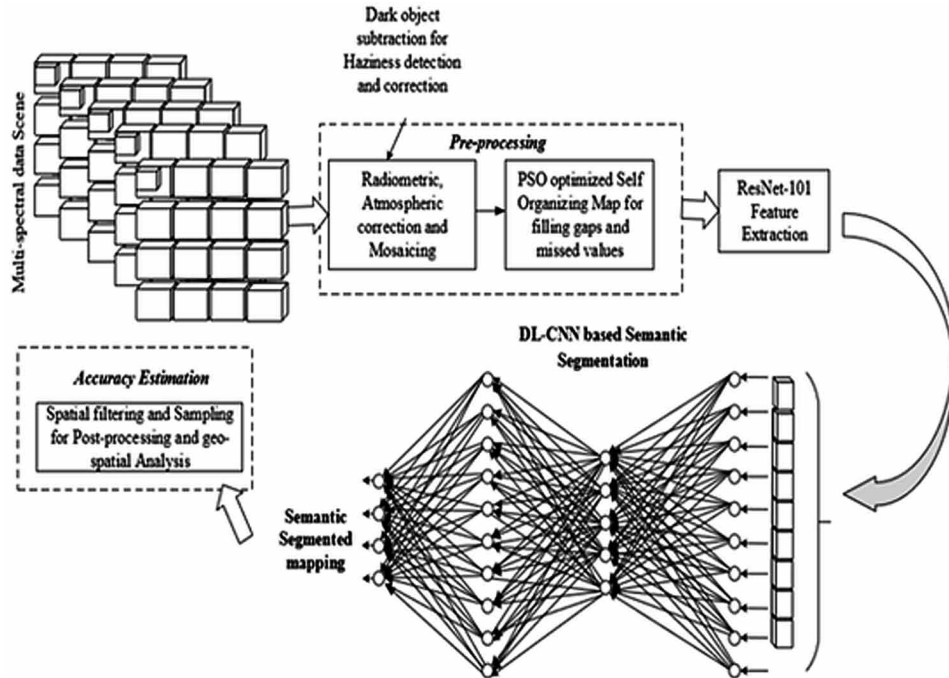 Dark object
subtraction for
Haziness detection
and correction
Multi-spectral data Scene
Pre-processing
Radiometric,
Atmospheric
correction and
Mosaicing
PSO optimized Self
Organizing Map for
filling gaps and
missed values
ResNet-101
Feature
Extraction
DL-CNN based Semantic
Segmentation
Accuracy Estimation
Spatial filtering and Sampling
for Post-processing and geo-
spatial Analysis
Semantic
Segmented
mapping